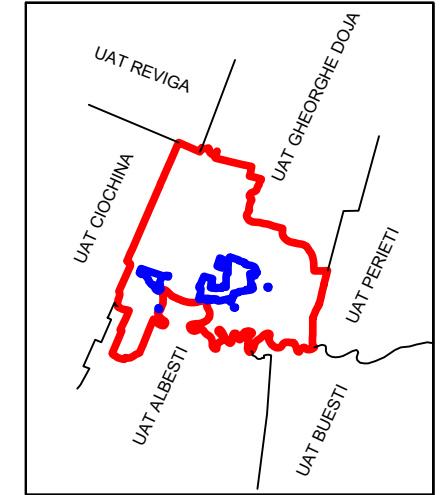 UAT REVIGA
UAT GHEORGHE DOJA
UAT CIOCHINA
UAT PERIETI
UAT ALBESTI
UAT BUESTI